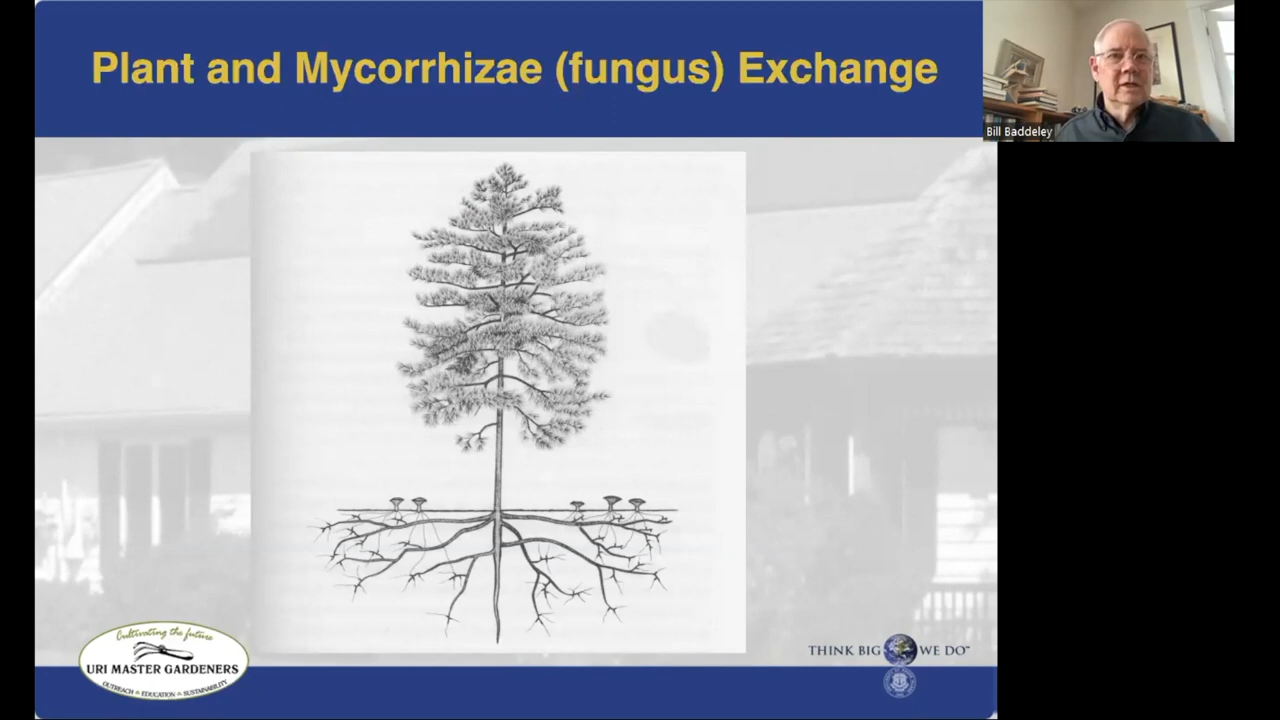 Plant and Mycorrhizae (fungus) Exchange
Bill Baddeley
Cultivating the future
URI MASTER GARDENERS
OUTREACH EDUCATION SUSTAINABILITY
THINK BIG WE DO™